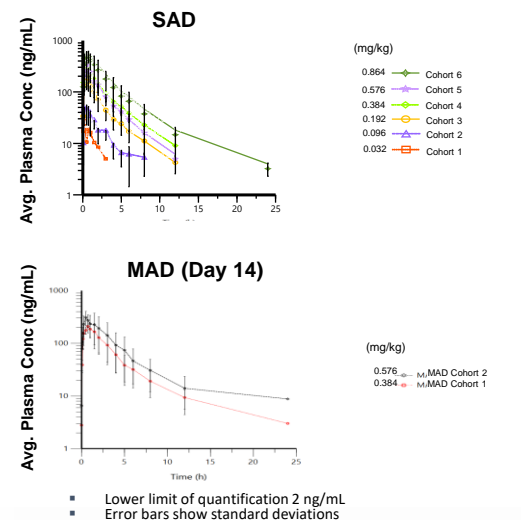 SAD
Avg. Plasma Conc (ng/mL)
1000
100
10
1
0
5
10
15
20
25
(mg/kg)
0.864 Cohort 6
0.576 Cohort 5
0.384 Cohort 4
0.192 Cohort 3
0.096 Cohort 2
0.032 Cohort 1
MAD (Day 14)
Avg. Plasma Conc (ng/mL)
1000
100
10
1
0
5
10
15
20
25
Time (h)
(mg/kg)
0.576 MAD Cohort 2
0.384 MAD Cohort 1
▪ Lower limit of quantification 2 ng/mL
▪ Error bars show standard deviations